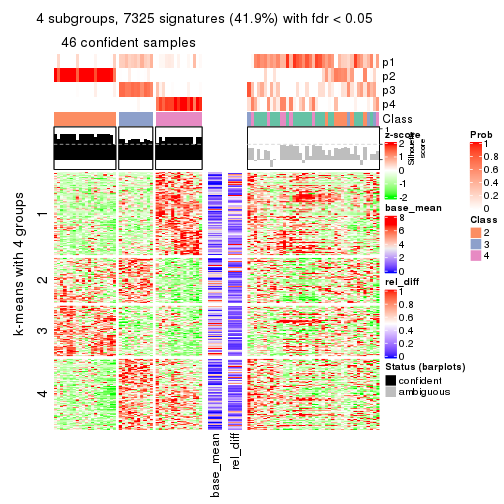 4 subgroups, 7325 signatures (41.9%) with fdr < 0.05
46 confident samples
p1
p2
p3
p4
Class
1
Silhouette
score
k-means with 4 groups
1
2
3
4
base_mean
rel_diff
z-score
2
1
0
-1
-2
base_mean
8
6
4
2
0
rel_diff
1
0.8
0.6
0.4
0.2
0
Status (barplots)
confident
ambiguous
Prob
1
0.8
0.6
0.4
0.2
0
Class
2
3
4